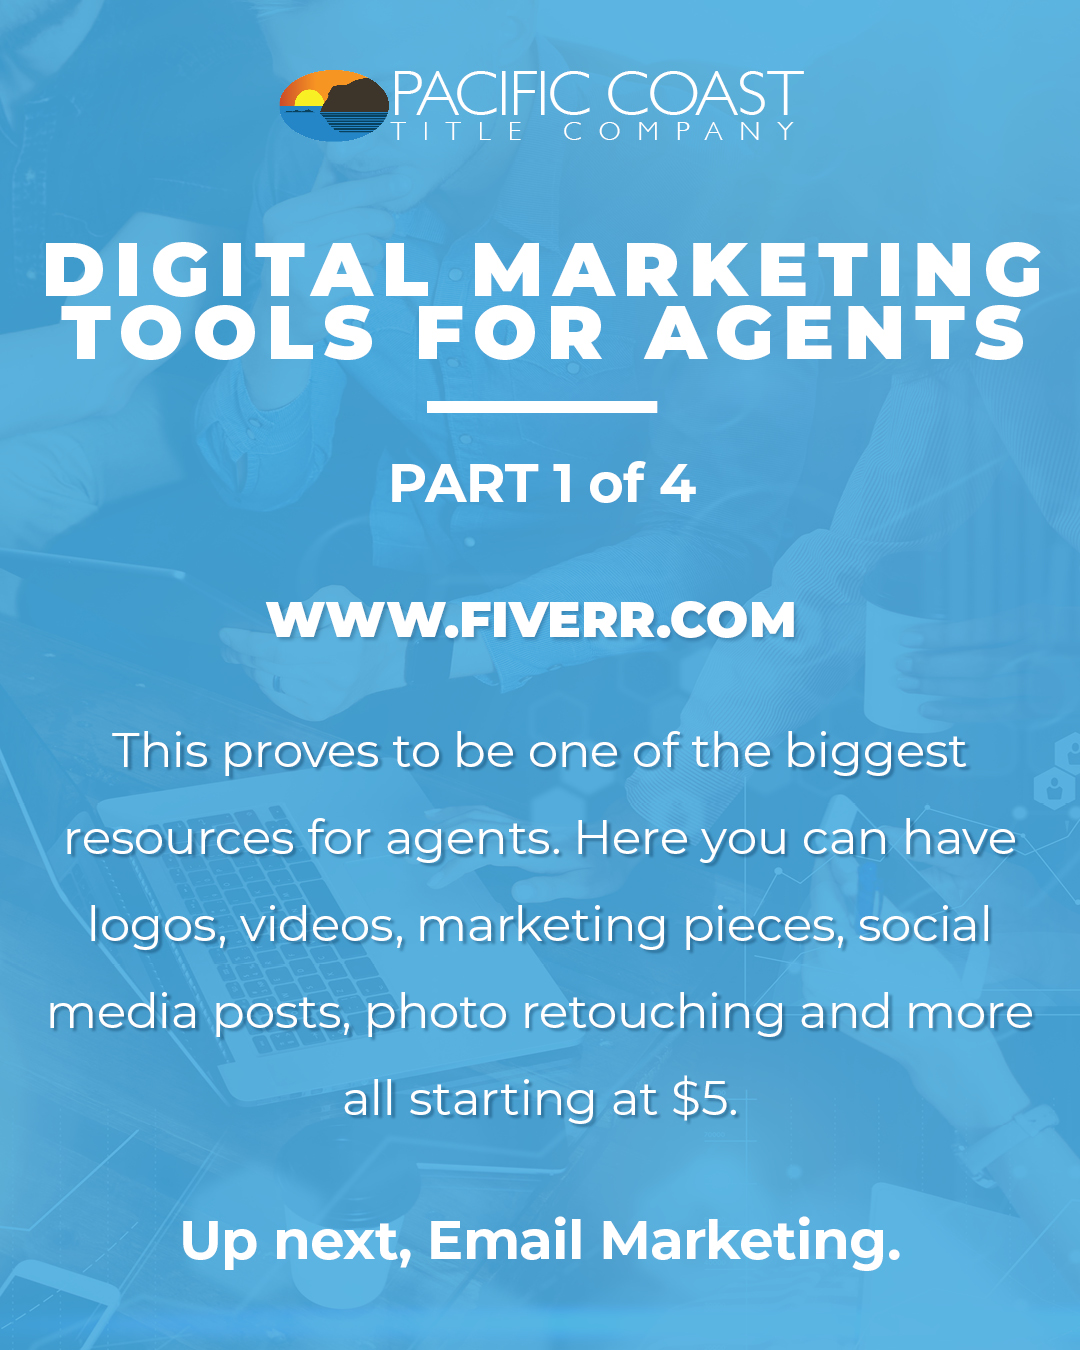 PACIFIC COAST
TITLE COMPANY
DIGITAL MARKETING
TOOLS FOR AGENTS
PART 1 of 4
WWW.FIVERR.COM
This proves to be one of the biggest
resources for agents. Here you can have
logos, videos, marketing pieces, social
media posts, photo retouching and more
all starting at $5.
Up next, Email Marketing.